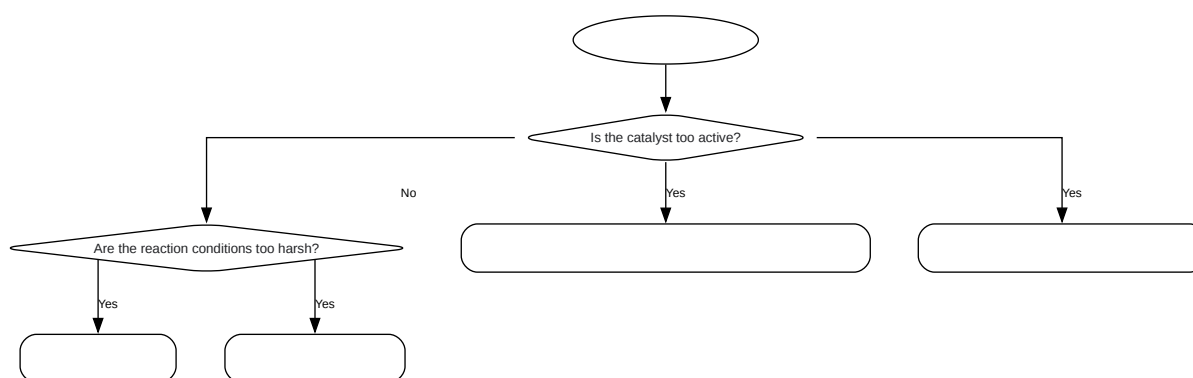 Is the catalyst too active?
No
Yes
Yes
Are the reaction conditions too harsh?
Yes
Yes